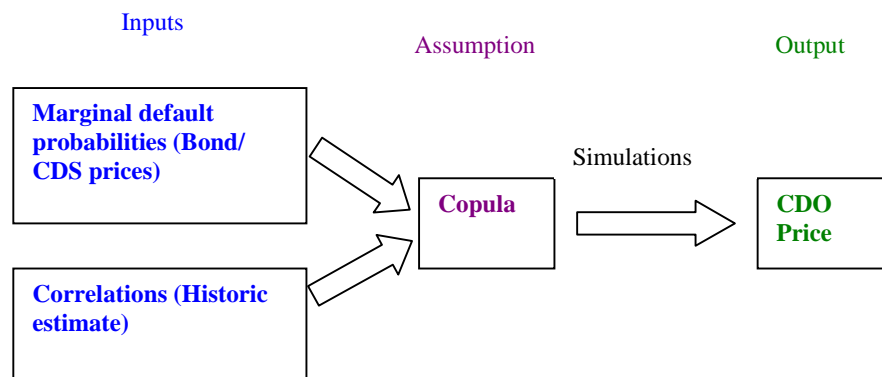 Inputs
Assumption
Output
Marginal default
probabilities (Bond/
CDS prices)
Simulations
Copula
CDO
Price
Correlations (Historic
estimate)